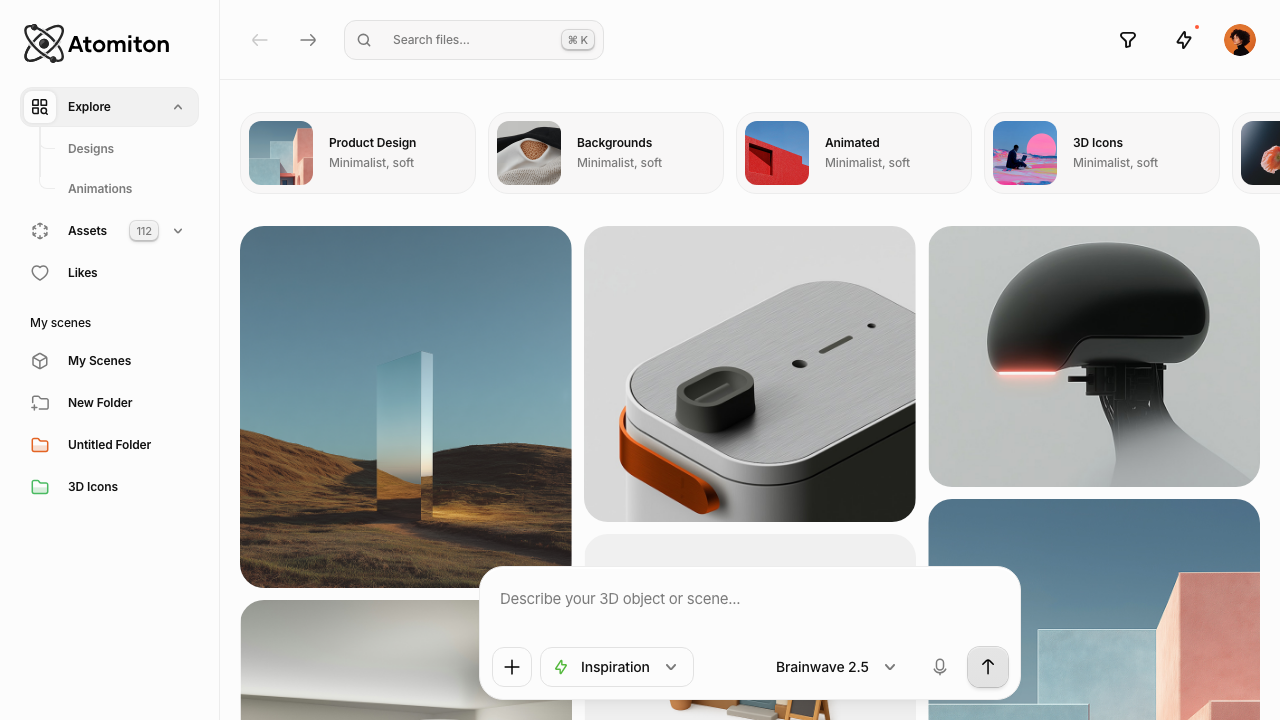 Atomiton
Search files...
⌘ K
Explore
Designs
Animations
Assets
112
Likes
My scenes
My Scenes
New Folder
Untitled Folder
3D Icons
Product Design
Minimalist, soft
Backgrounds
Minimalist, soft
Animated
Minimalist, soft
3D Icons
Minimalist, soft
Describe your 3D object or scene...
Inspiration
Brainwave 2.5